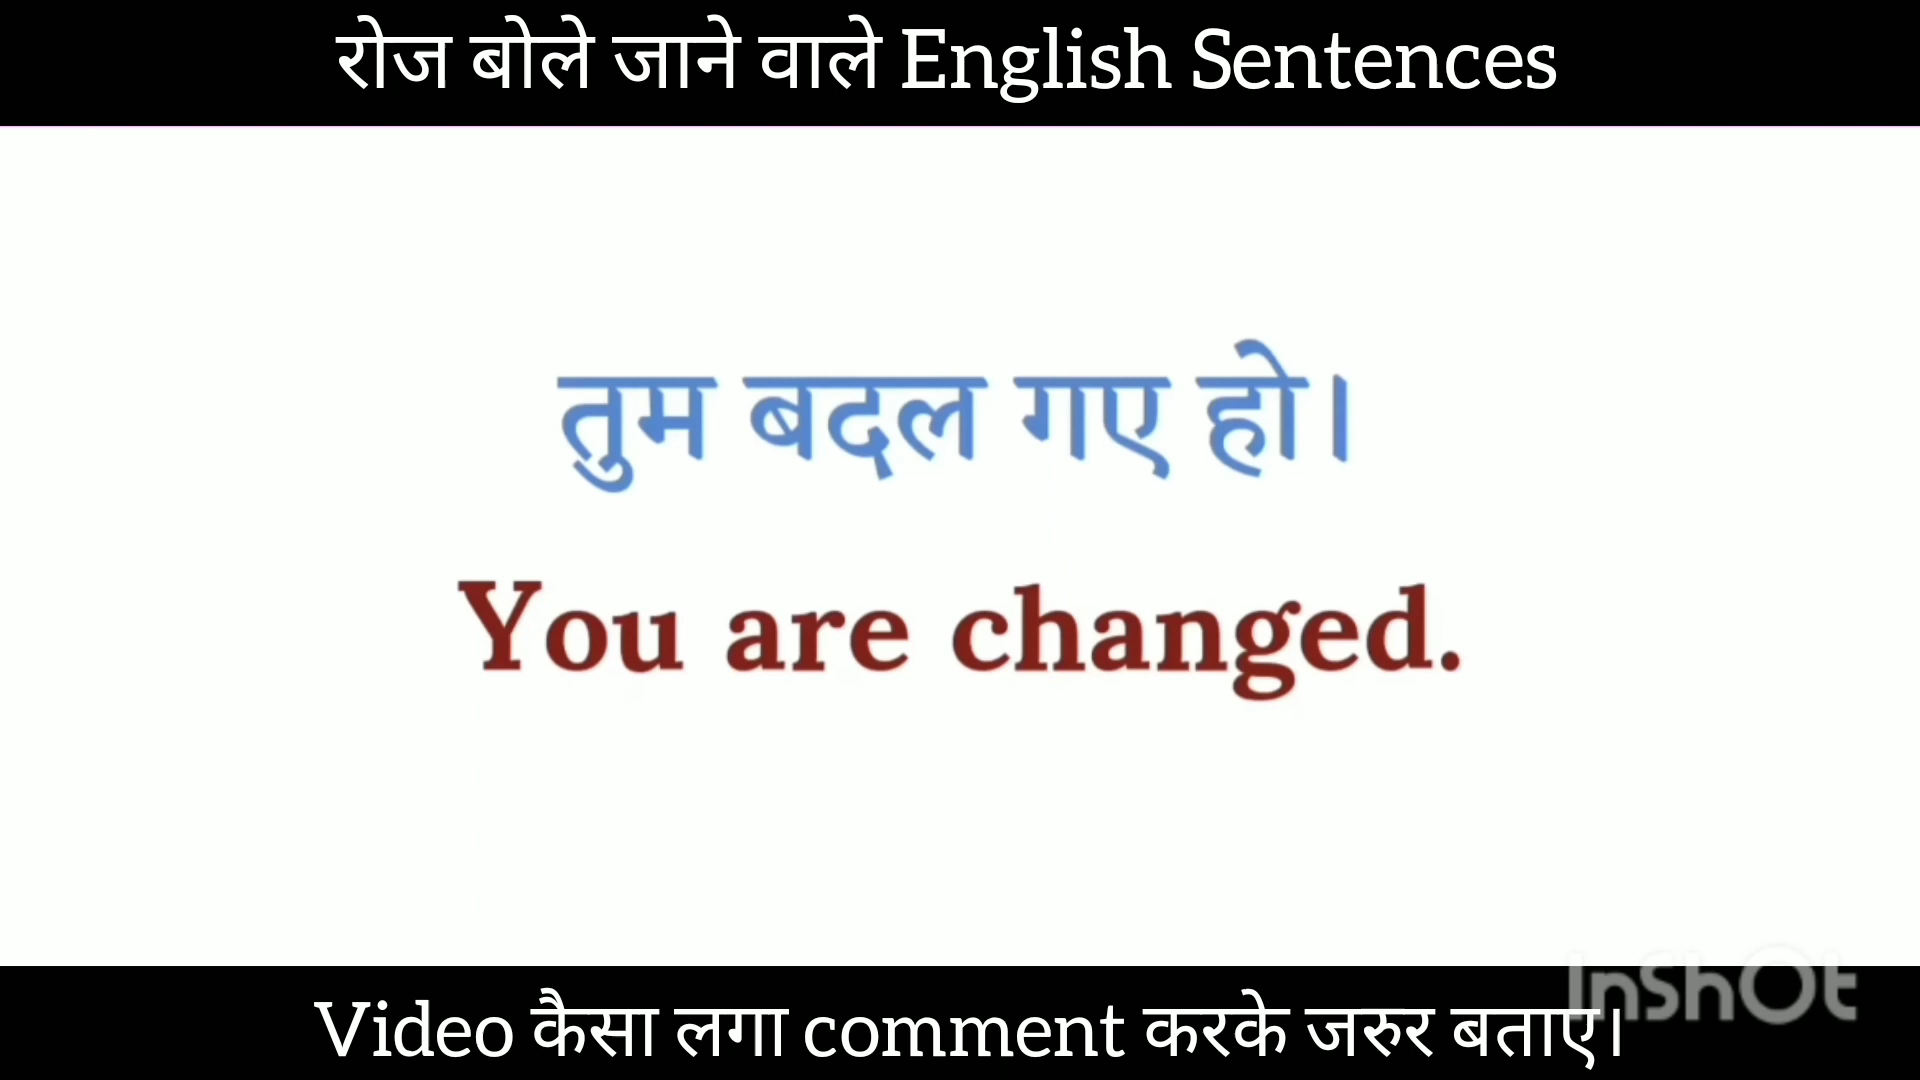 रोज बोले जाने वाले English Sentences
तुम बदल गए हो।
You are changed.
InShOt
Video कैसा लगा comment करके जरुर बताए।